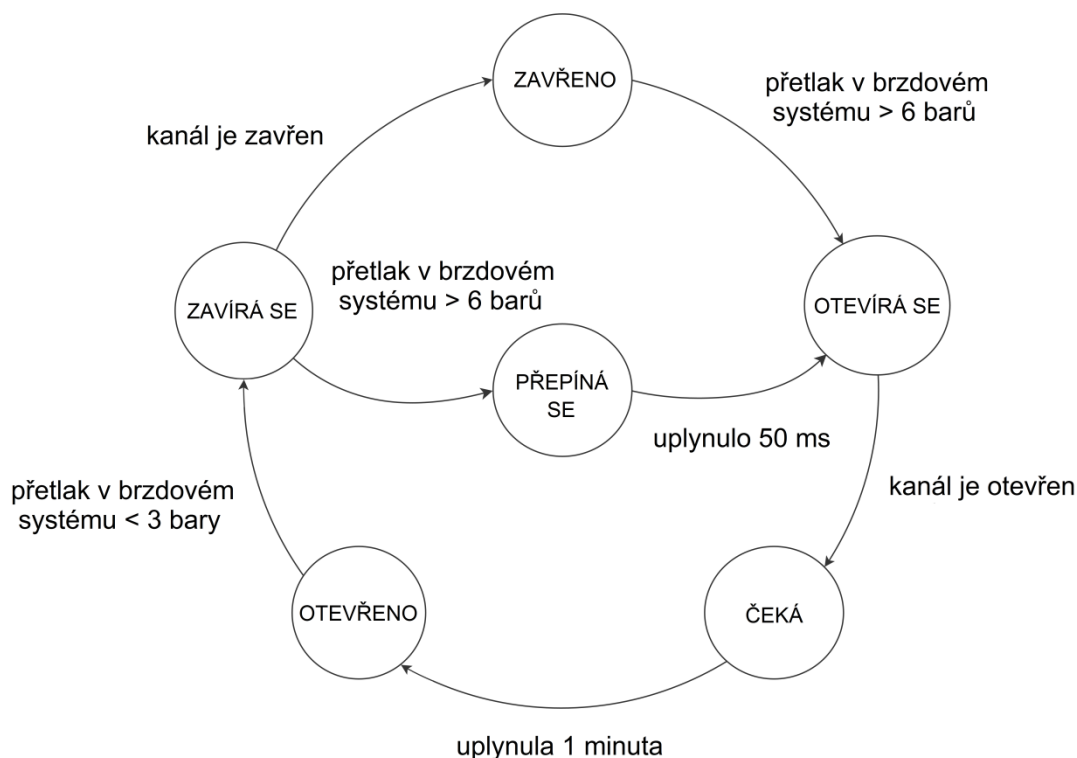 ZAVŘENO
přetlak v brzdovém
systému > 6 barů
kanál je zavřen
ZAVÍRÁ SE
přetlak v brzdovém
systému > 6 barů
OTEVÍRÁ SE
PŘEPÍNÁ
SE
uplynulo 50 ms
přetlak v brzdovém
systému < 3 bary
kanál je otevřen
OTEVŘENO
ČEKÁ
uplynula 1 minuta